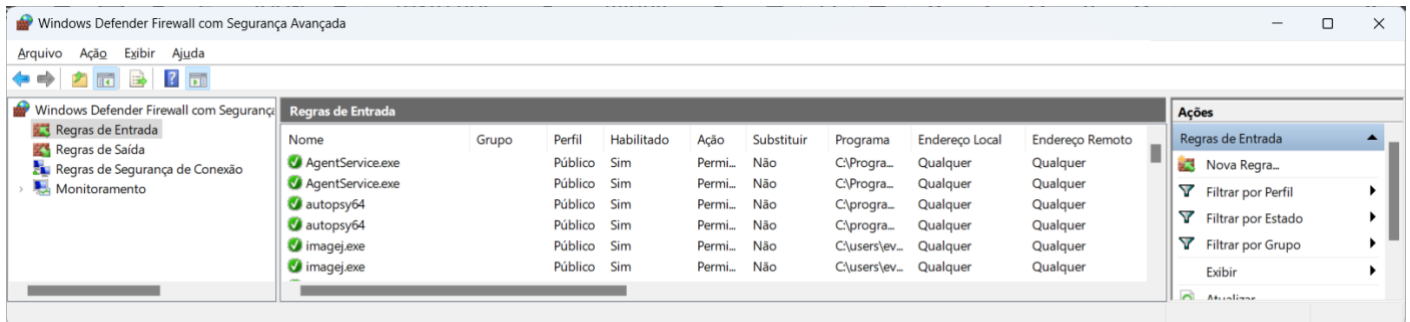 Windows Defender Firewall com Segurança Avançada
Arquivo Ação Exibir Ajuda
Windows Defender Firewall com Segurança
Regras de Entrada
Regras de Saída
Regras de Segurança de Conexão
Monitoramento
Regras de Entrada
Nome Grupo Perfil Habilitado Ação Substituir Programa Endereço Local Endereço Remoto
AgentService.exe Público Sim Permi... Não C:\Progra... Qualquer Qualquer
AgentService.exe Público Sim Permi... Não C:\Progra... Qualquer Qualquer
autopsy64 Público Sim Permi... Não C:\progra... Qualquer Qualquer
autopsy64 Público Sim Permi... Não C:\progra... Qualquer Qualquer
imagej.exe Público Sim Permi... Não C:\users\ev... Qualquer Qualquer
imagej.exe Público Sim Permi... Não C:\users\ev... Qualquer Qualquer
Ações
Regras de Entrada
Nova Regra...
Filtrar por Perfil
Filtrar por Estado
Filtrar por Grupo
Exibir
Atualizar